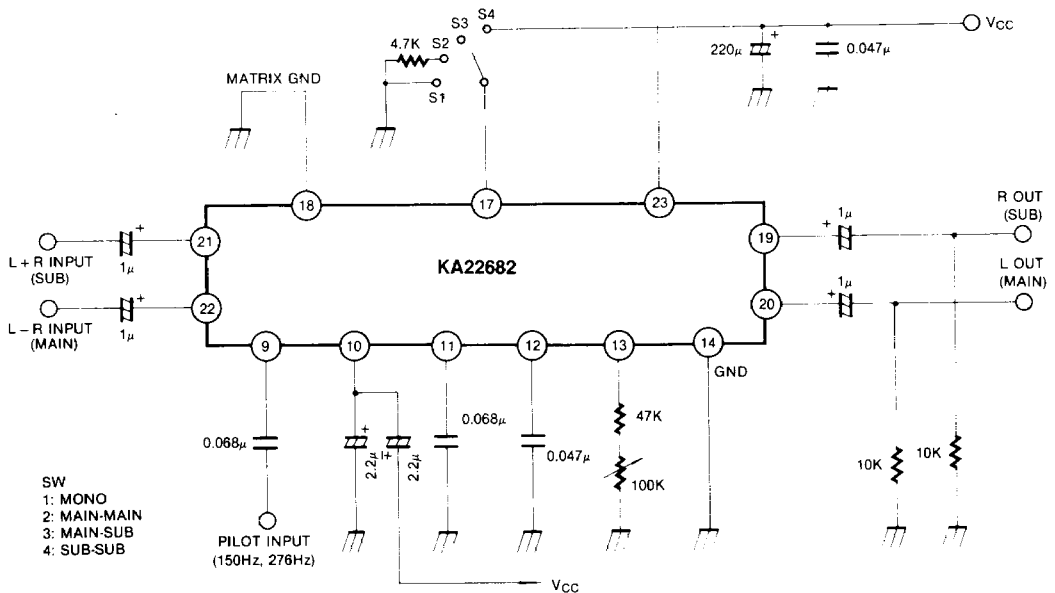 S4
S3
S2
4.7K
S1
VCC
220μ
+
0.047μ
MATRIX GND
18
17
23
R OUT
(SUB)
L OUT
(MAIN)
+
1μ
19
+
1μ
20
KA22682
+
21
L + R INPUT
(SUB)
1μ
+
22
L − R INPUT
(MAIN)
1μ
9
10
11
12
13
14
GND
0.068μ
+
2.2μ
+
2.2μ
0.068μ
0.047μ
47K
100K
10K
10K
SW
1: MONO
2: MAIN-MAIN
3: MAIN-SUB
4: SUB-SUB
PILOT INPUT
(150Hz, 276Hz)
VCC